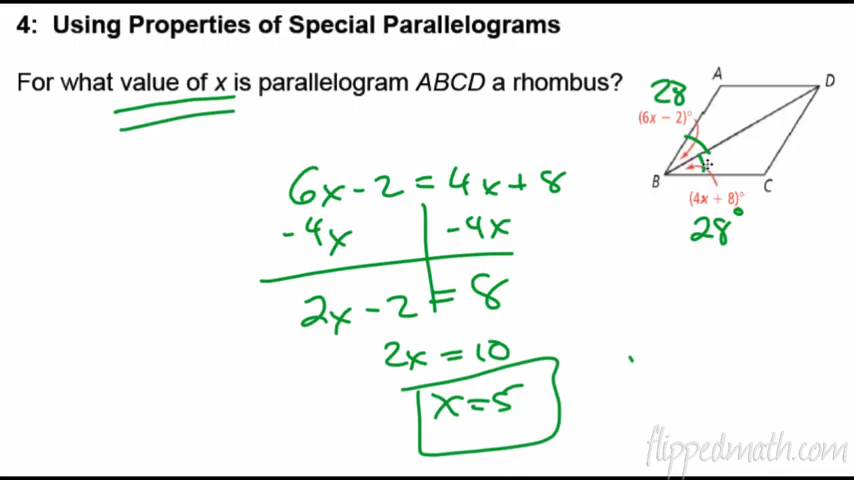 4: Using Properties of Special Parallelograms
For what value of x is parallelogram ABCD a rhombus?
A
D
28
(6x − 2)°
B
C
(4x + 8)°
28°
6x - 2 = 4x + 8
- 4x - 4x
2x - 2 = 8
2x = 10
x = 5
flippedmath.com